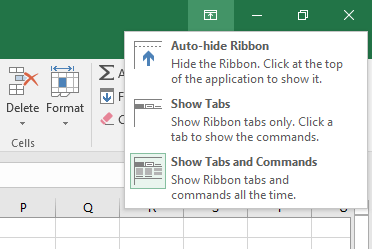 Auto-hide Ribbon
Hide the Ribbon. Click at the top
of the application to show it.
Show Tabs
Show Ribbon tabs only. Click a
tab to show the commands.
Show Tabs and Commands
Show Ribbon tabs and
commands all the time.
Delete Format
Cells
P Q R S T U